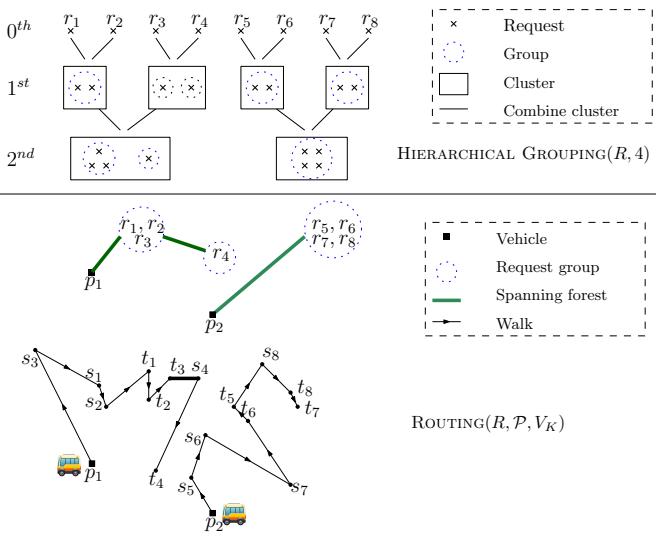 0^th r_1 r_2 r_3 r_4 r_5 r_6 r_7 r_8
Request
Group
1^st
Cluster
Combine cluster
2^nd
HIERARCHICAL GROUPING(R, 4)
r_1, r_2
r_3
r_4
r_5, r_6
r_7, r_8
p_1
p_2
Vehicle
Request group
Spanning forest
Walk
s_3
s_1
s_2
t_1
t_2
t_3 s_4
t_4
p_1
s_8
t_5
t_6
t_8
t_7
s_6
s_5
s_7
p_2
ROUTING(R, 𝒫, V_K)